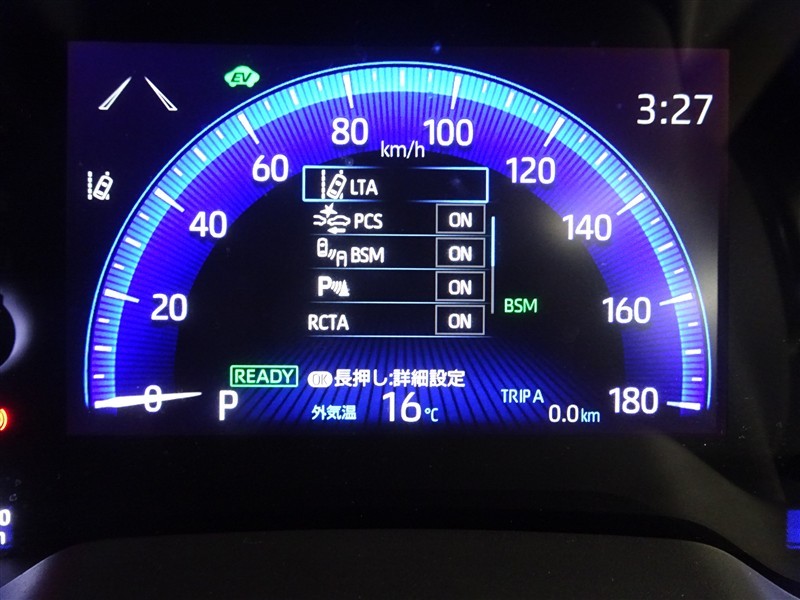 EV
3:27
0
20
40
60
80
100
120
140
160
180
km/h
LTA
PCS ON
BSM ON
P ON
RCTA ON
BSM
READY
OK 長押し:詳細設定
P
外気温 16℃
TRIP A
0.0 km